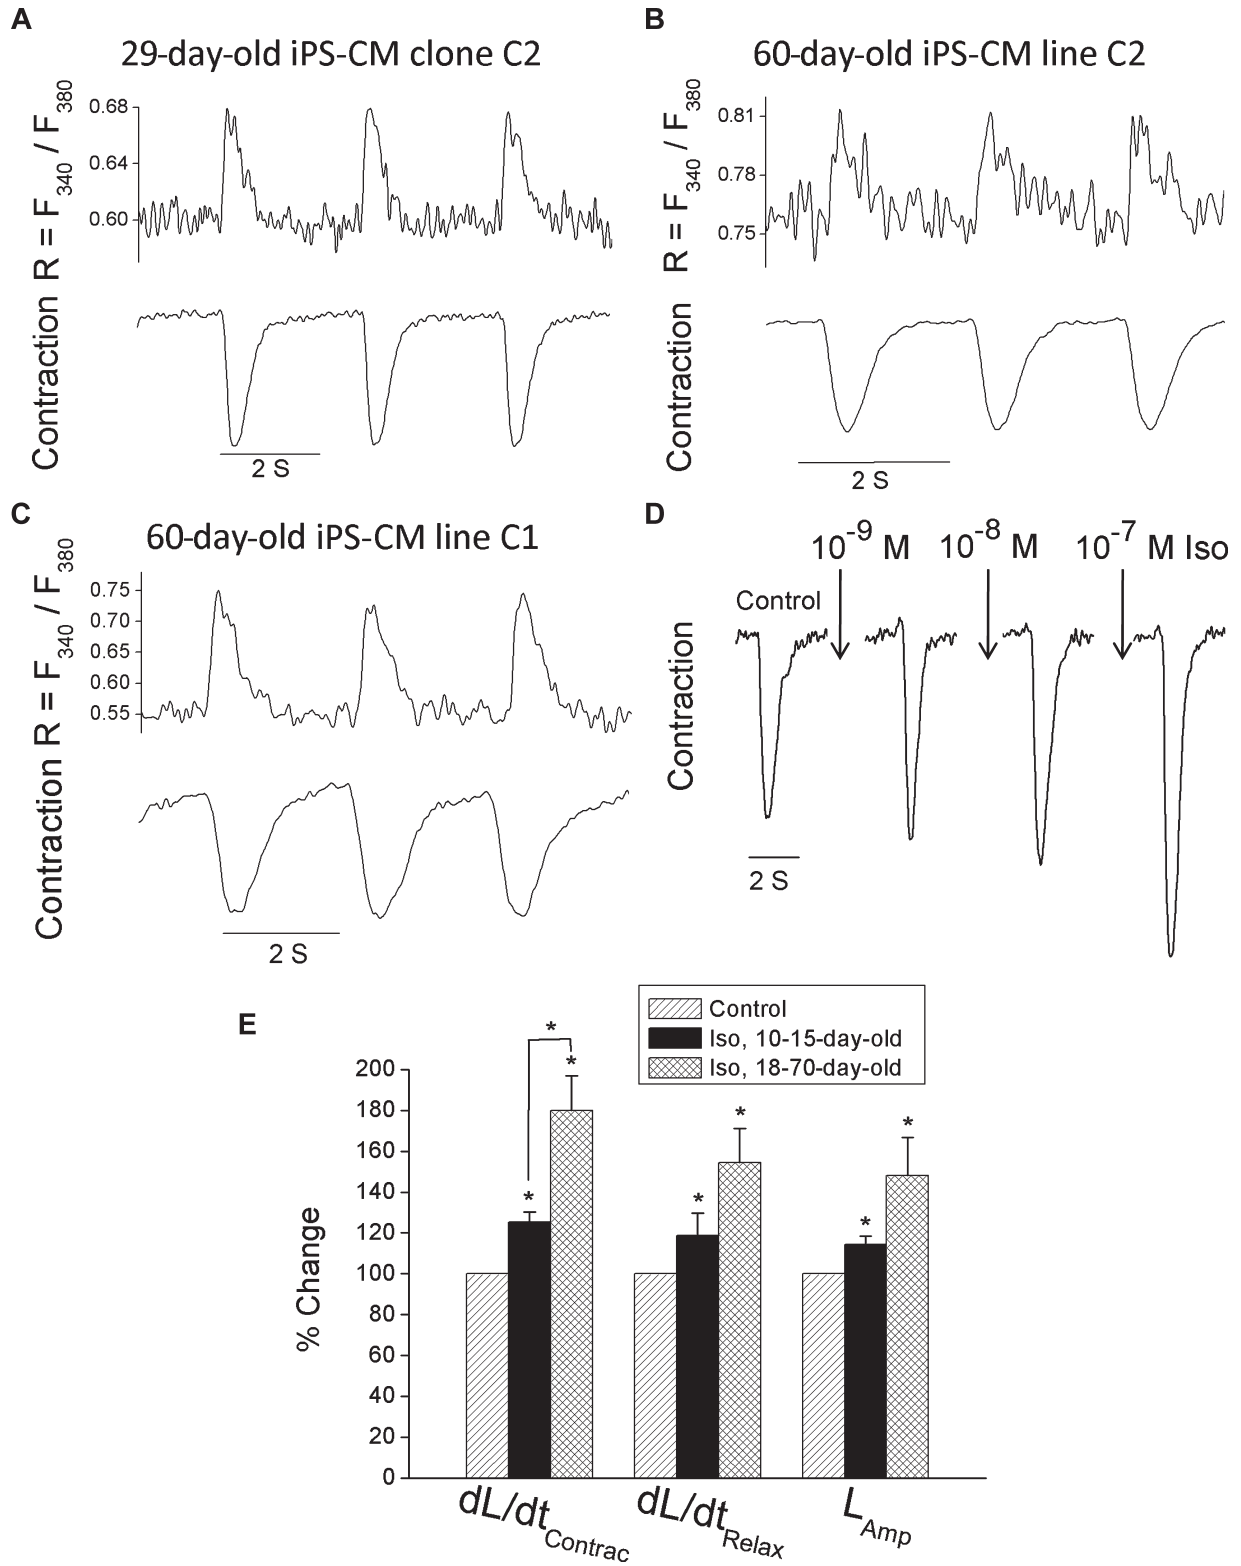 A
29-day-old iPS-CM clone C2
R = F340 / F380
0.68
0.64
0.60
Contraction
2 S
B
60-day-old iPS-CM line C2
R = F340 / F380
0.81
0.78
0.75
Contraction
2 S
C
60-day-old iPS-CM line C1
R = F340 / F380
0.75
0.70
0.65
0.60
0.55
Contraction
2 S
D
10-9 M 10-8 M 10-7 M Iso
Control
Contraction
2 S
E
Control
Iso, 10-15-day-old
Iso, 18-70-day-old
% Change
200
180
160
140
120
100
80
60
40
20
0
*
*
*
*
*
*
*
dL/dtContrac
dL/dtRelax
LAmp